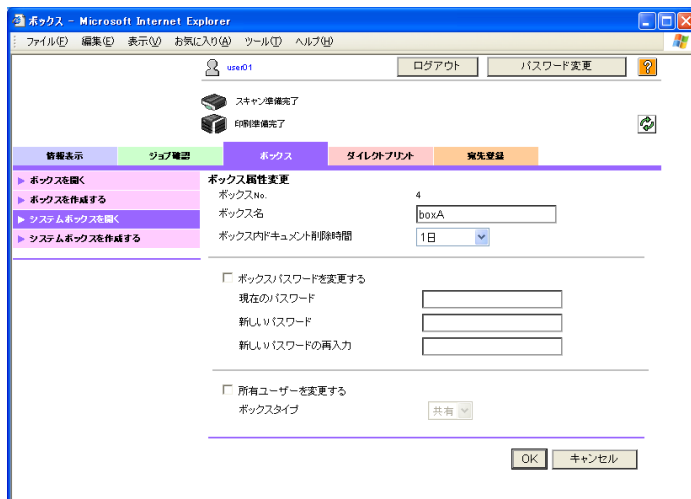 ボックス - Microsoft Internet Explorer
ファイル(F) 編集(E) 表示(V) お気に入り(A) ツール(T) ヘルプ(H)
user01 ログアウト パスワード変更 ?
スキャン準備完了
印刷準備完了
情報表示 ジョブ確認 ボックス ダイレクトプリント 宛先登録
ボックスを開く
ボックスを作成する
システムボックスを開く
システムボックスを作成する
ボックス属性変更
ボックスNo. 4
ボックス名 boxA
ボックス内ドキュメント削除時間 1日
ボックスパスワードを変更する
現在のパスワード
新しいパスワード
新しいパスワードの再入力
所有ユーザーを変更する
ボックスタイプ 共有
OK キャンセル